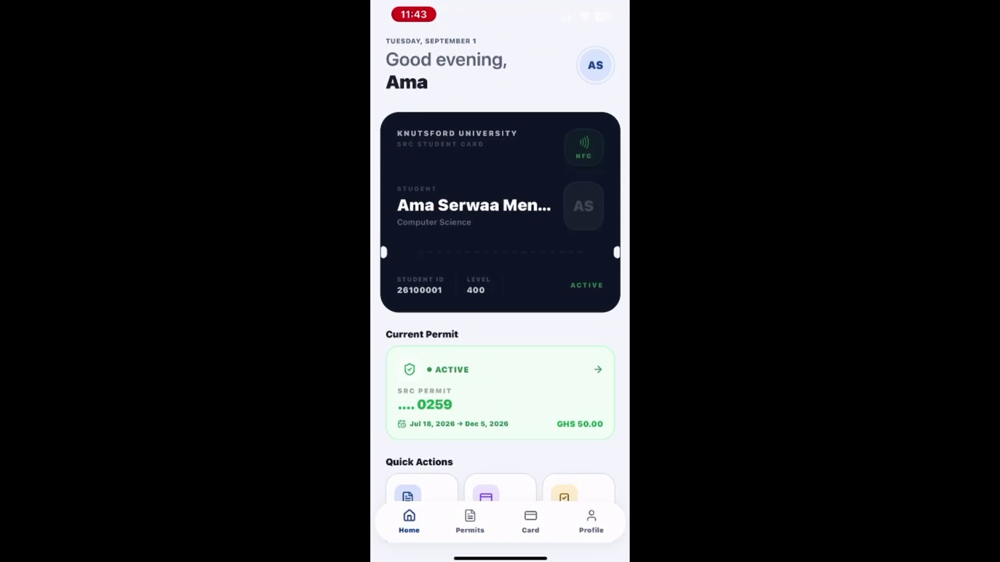 11:43
TUESDAY, SEPTEMBER 1
Good evening,
Ama
AS
KNUTSFORD UNIVERSITY
SRC STUDENT CARD
NFC
STUDENT
Ama Serwaa Men...
Computer Science
AS
STUDENT ID
26100001
LEVEL
400
ACTIVE
Current Permit
ACTIVE
SRC PERMIT
.... 0259
Jul 18, 2026 → Dec 5, 2026
GHS 50.00
Quick Actions
Home
Permits
Card
Profile